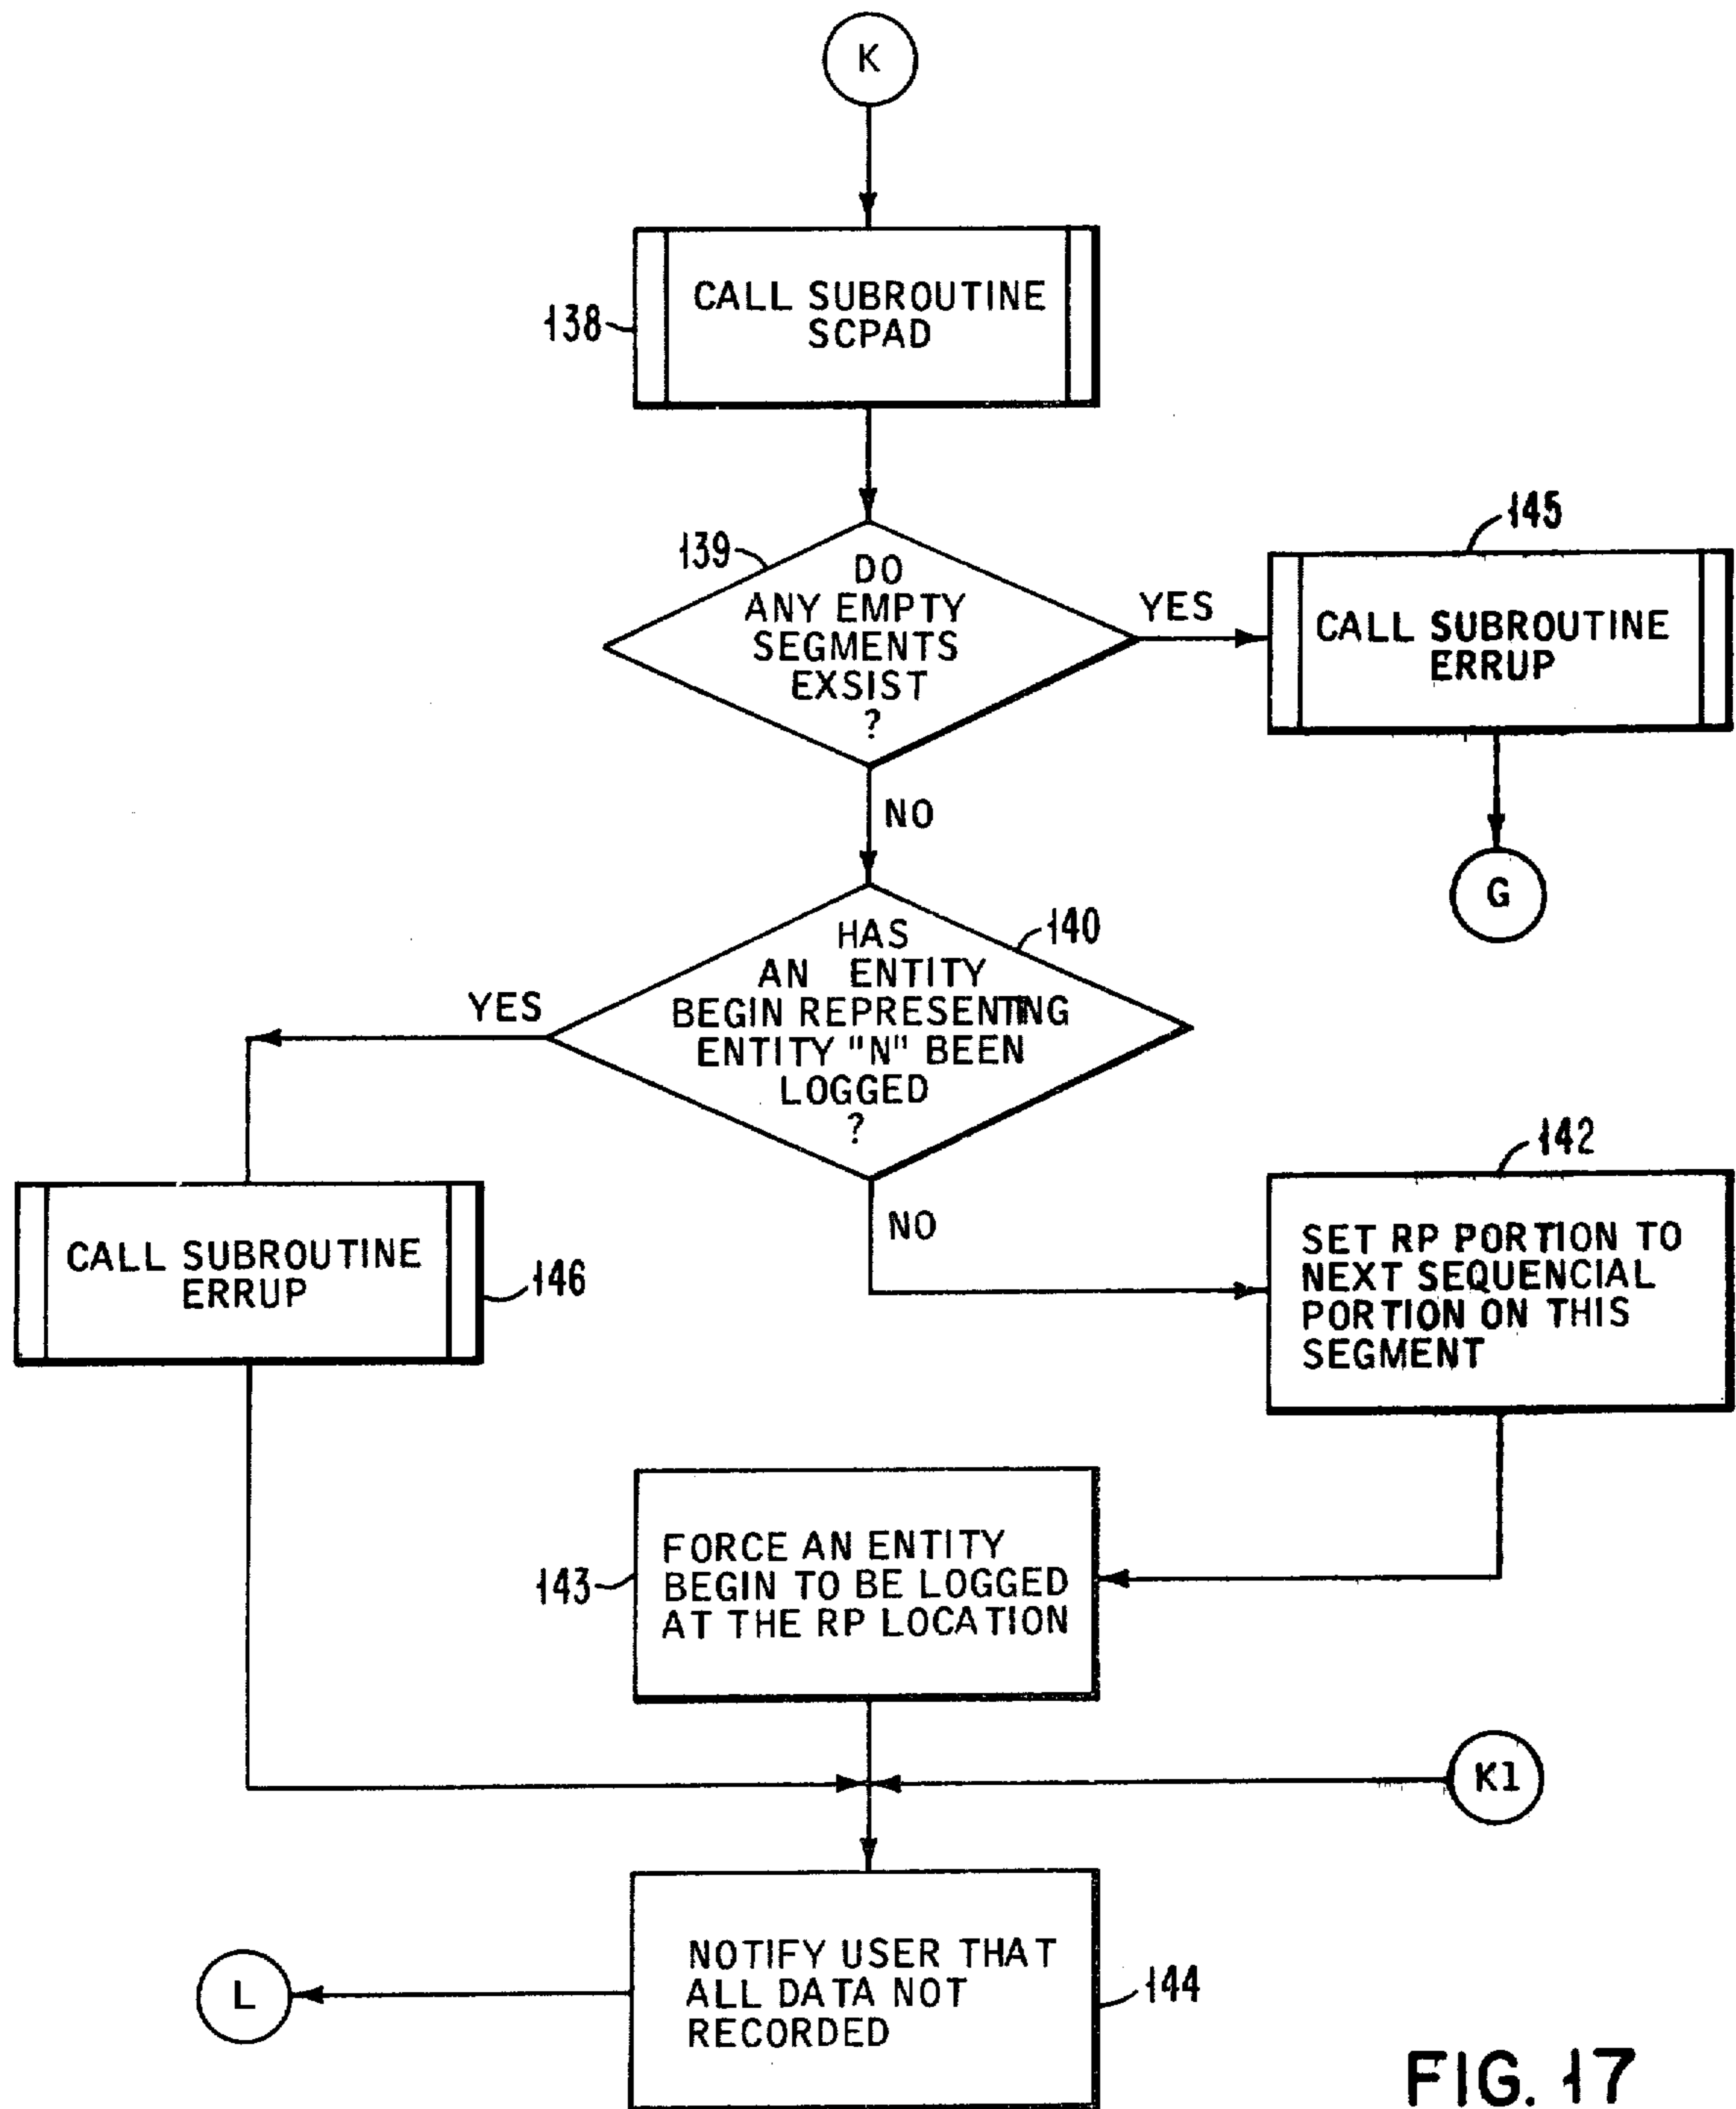 K
CALL SUBROUTINE
SCPAD
138
139
DO
ANY EMPTY
SEGMENTS
EXSIST
?
YES
145
CALL SUBROUTINE
ERRUP
NO
G
140
HAS
AN ENTITY
BEGIN REPRESENTING
ENTITY "N" BEEN
LOGGED
?
YES
NO
142
SET RP PORTION TO
NEXT SEQUENCIAL
PORTION ON THIS
SEGMENT
CALL SUBROUTINE
ERRUP
146
143
FORCE AN ENTITY
BEGIN TO BE LOGGED
AT THE RP LOCATION
K1
NOTIFY USER THAT
ALL DATA NOT
RECORDED
144
L
FIG. 17